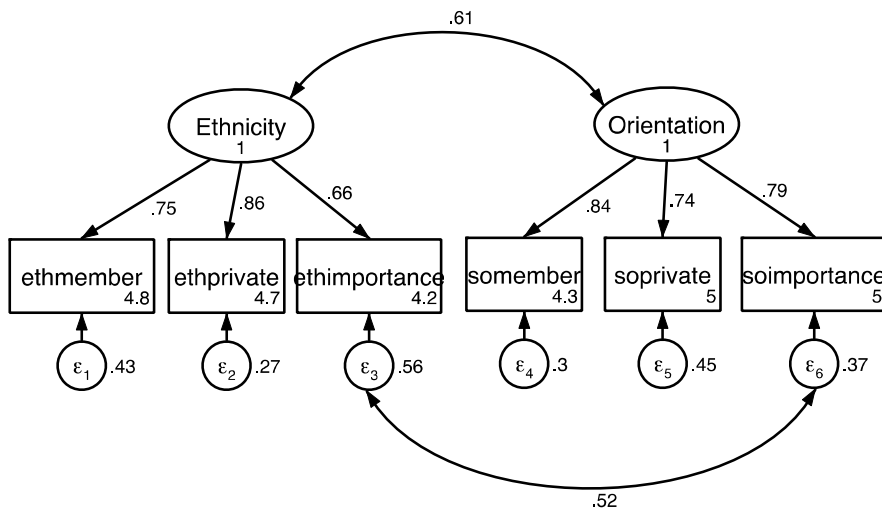 .61
Ethnicity
1
Orientation
1
.75
.86
.66
.84
.74
.79
ethmember
4.8
ethprivate
4.7
ethimportance
4.2
somember
4.3
soprivate
5
soimportance
5
ε1 .43
ε2 .27
ε3 .56
ε4 .3
ε5 .45
ε6 .37
.52